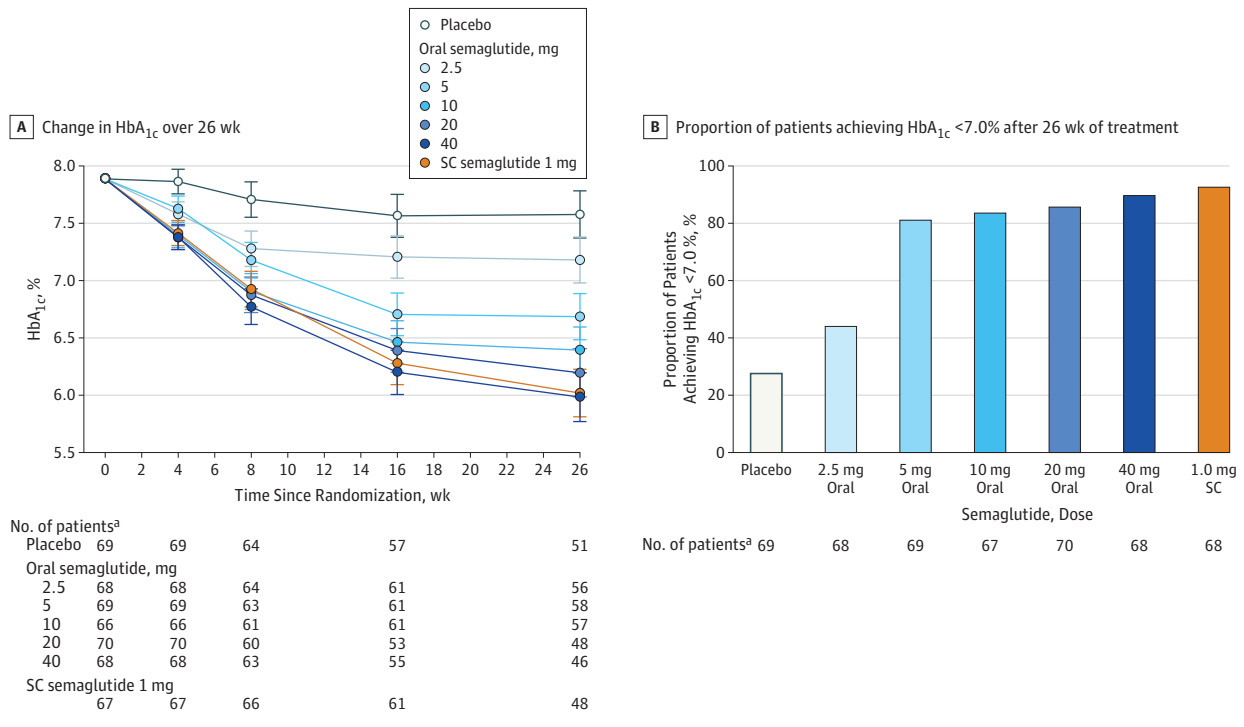 Placebo
Oral semaglutide, mg
2.5
5
10
20
40
SC semaglutide 1 mg
A Change in HbA1c over 26 wk
8.0
7.5
7.0
6.5
6.0
5.5
HbA1c, %
0 2 4 6 8 10 12 14 16 18 20 22 24 26
Time Since Randomization, wk
No. of patientsa
Placebo 69 69 64 57 51
Oral semaglutide, mg
2.5 68 68 64 61 56
5 69 69 63 61 58
10 66 66 61 61 57
20 70 70 60 53 48
40 68 68 63 55 46
SC semaglutide 1 mg
67 67 66 61 48
B Proportion of patients achieving HbA1c <7.0% after 26 wk of treatment
100
80
60
40
20
0
Proportion of Patients
Achieving HbA1c <7.0 %, %
Placebo 2.5 mg 5 mg 10 mg 20 mg 40 mg 1.0 mg
Oral Oral Oral Oral Oral SC
Semaglutide, Dose
No. of patientsa 69 68 69 67 70 68 68